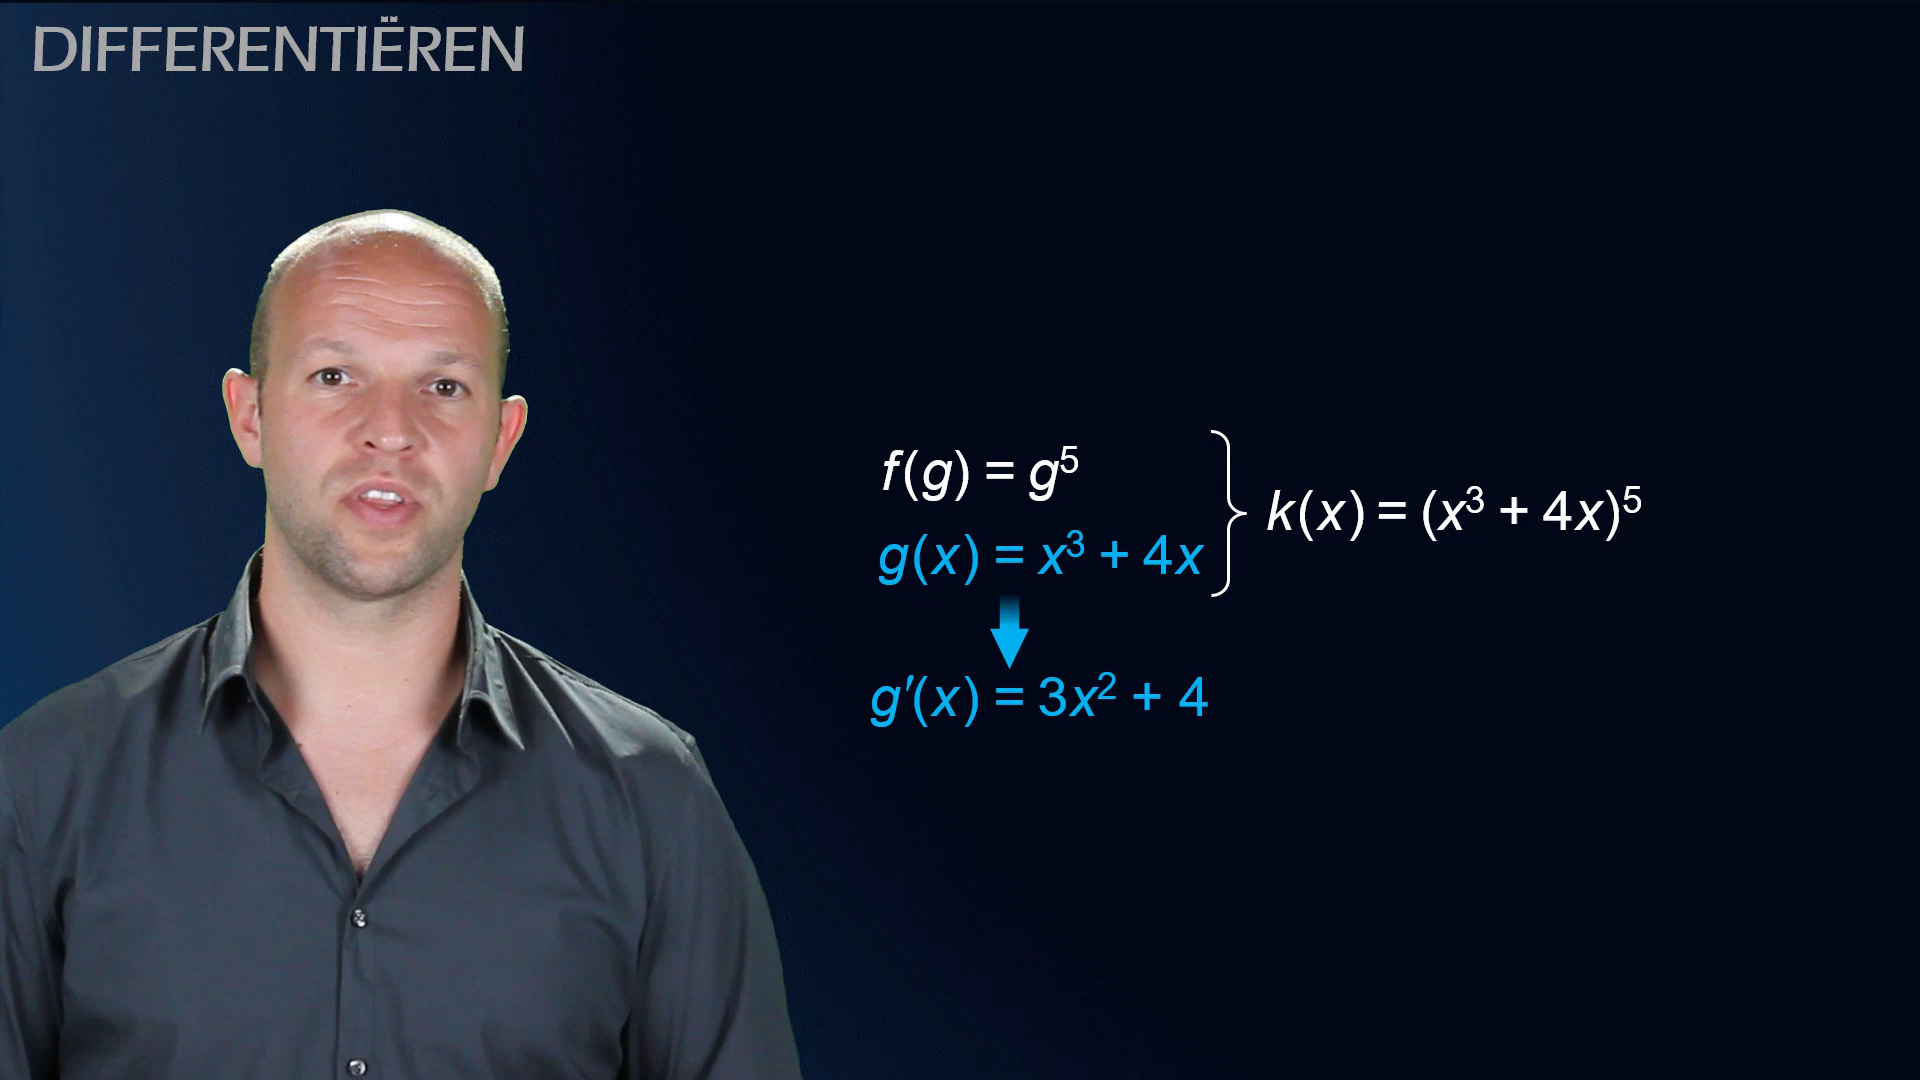 DIFFERENTIËREN
f(g) = g⁵
g(x) = x³ + 4x
k(x) = (x³ + 4x)⁵
g′(x) = 3x² + 4